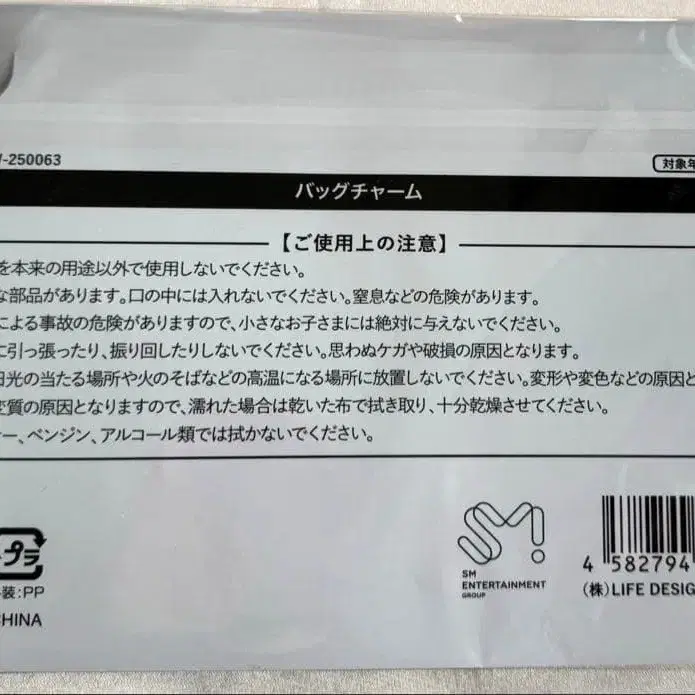 -250063
対象年
バッグチャーム
【ご使用上の注意】
を本来の用途以外で使用しないでください。
な部品があります。口の中には入れないでください。窒息などの危険があります。
による事故の危険がありますので、小さなお子さまには絶対に与えないでください。
に引っ張ったり、振り回したりしないでください。思わぬケガや破損の原因となります。
日光の当たる場所や火のそばなどの高温になる場所に放置しないでください。変形や変色などの原因と
変質の原因となりますので、濡れた場合は乾いた布で拭き取り、十分乾燥させてください。
ー、ベンジン、アルコール類では拭かないでください。
プラ
装:PP
CHINA
SM
SM
ENTERTAINMENT
GROUP
4 582794
(株)LIFE DESIG